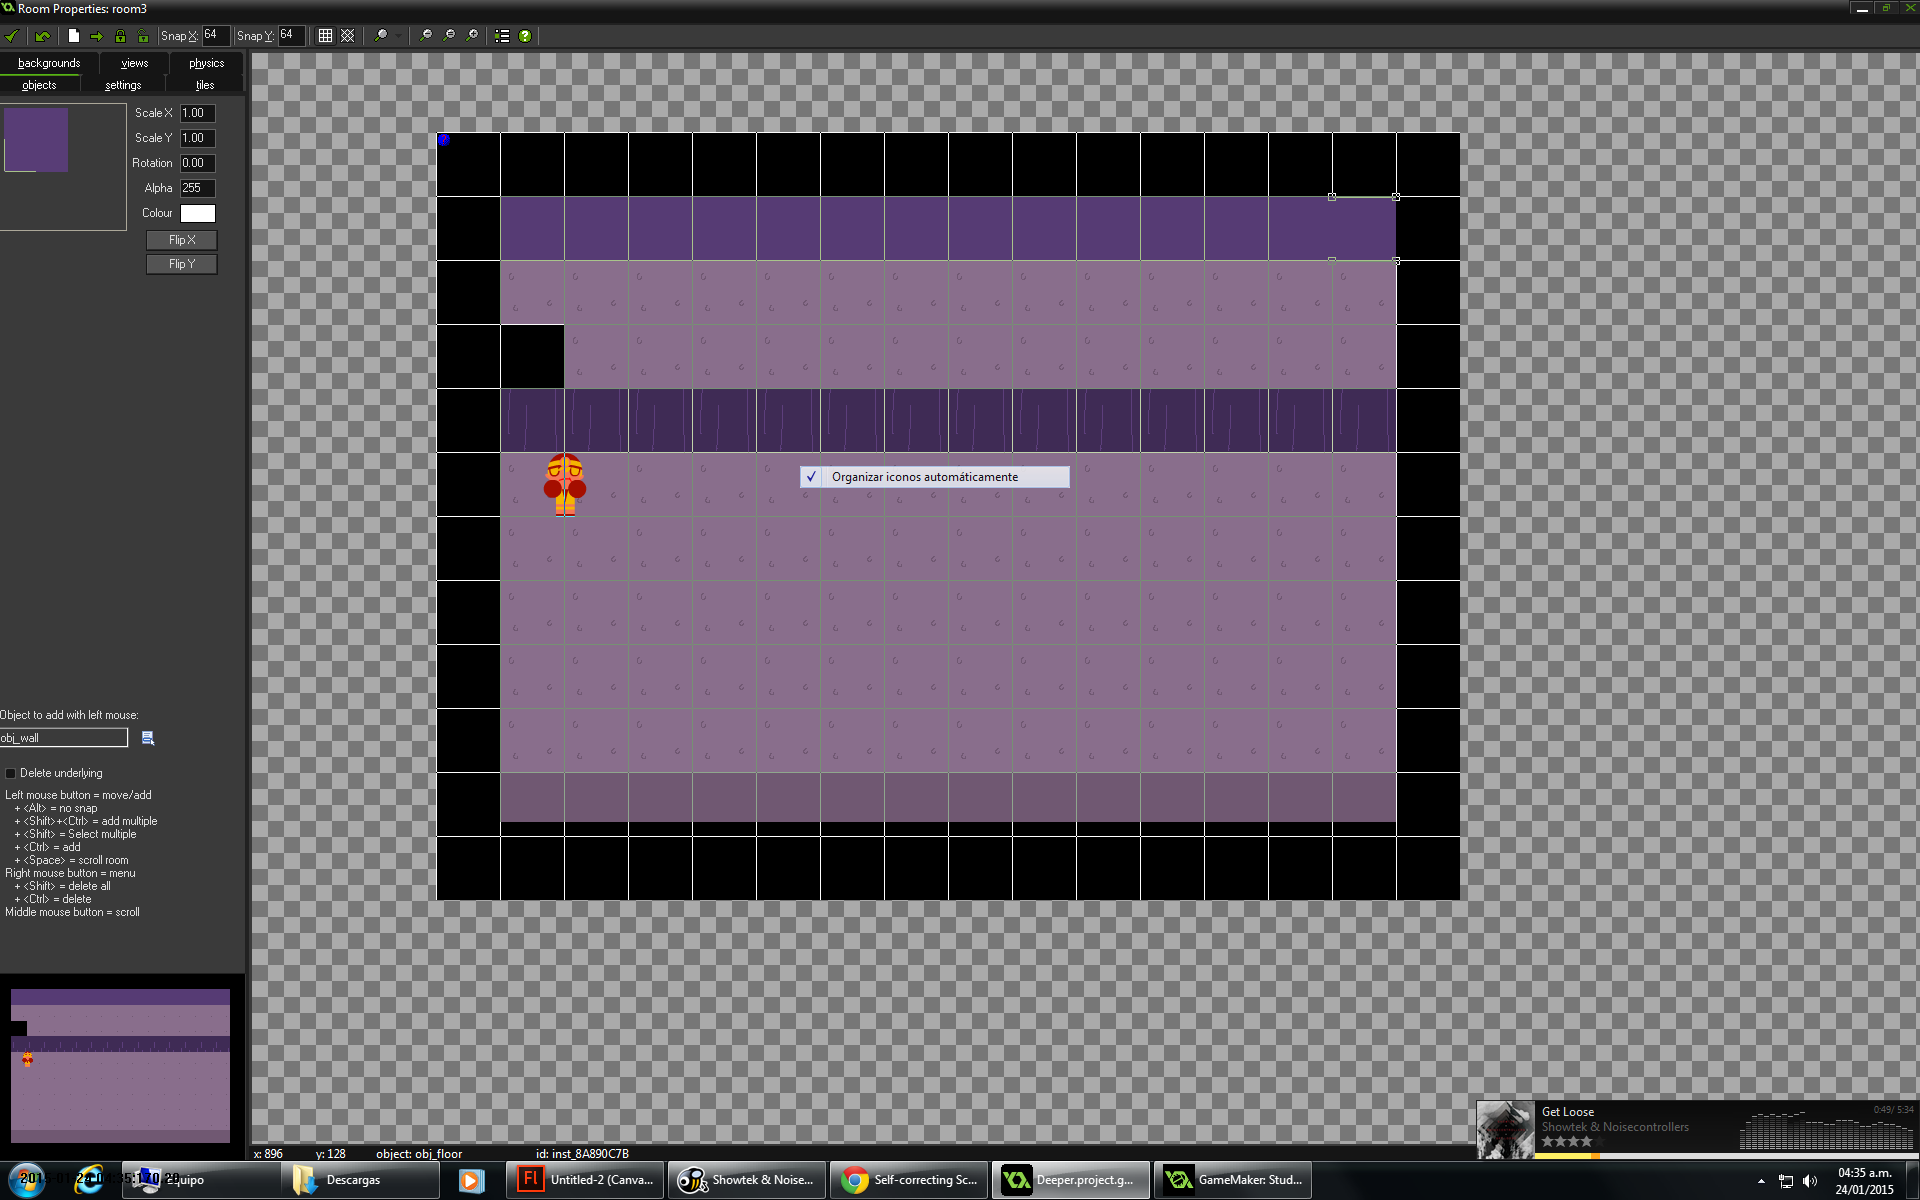 Room Properties: room3
Snap X: 64 Snap Y: 64
backgrounds views physics
objects settings tiles
Scale X 1.00
Scale Y 1.00
Rotation 0.00
Alpha 255
Colour
Flip X
Flip Y
Organizar iconos automáticamente
Object to add with left mouse:
obj_wall
Delete underlying
Left mouse button = move/add
+ <Alt> = no snap
+ <Shift>+<Ctrl> = add multiple
+ <Shift> = Select multiple
+ <Ctrl> = add
+ <Space> = scroll room
Right mouse button = menu
+ <Shift> = delete all
+ <Ctrl> = delete
Middle mouse button = scroll
Get Loose 0:49/ 5:34
Showtek & Noisecontrollers
x: 896 y: 128 object: obj_floor id: inst_8A890C7B
Equipo
Descargas
Fl Untitled-2 (Canva...
Showtek & Noise...
Self-correcting Sc...
Deeper.project.g...
GameMaker: Stud...
04:35 a.m.
24/01/2015